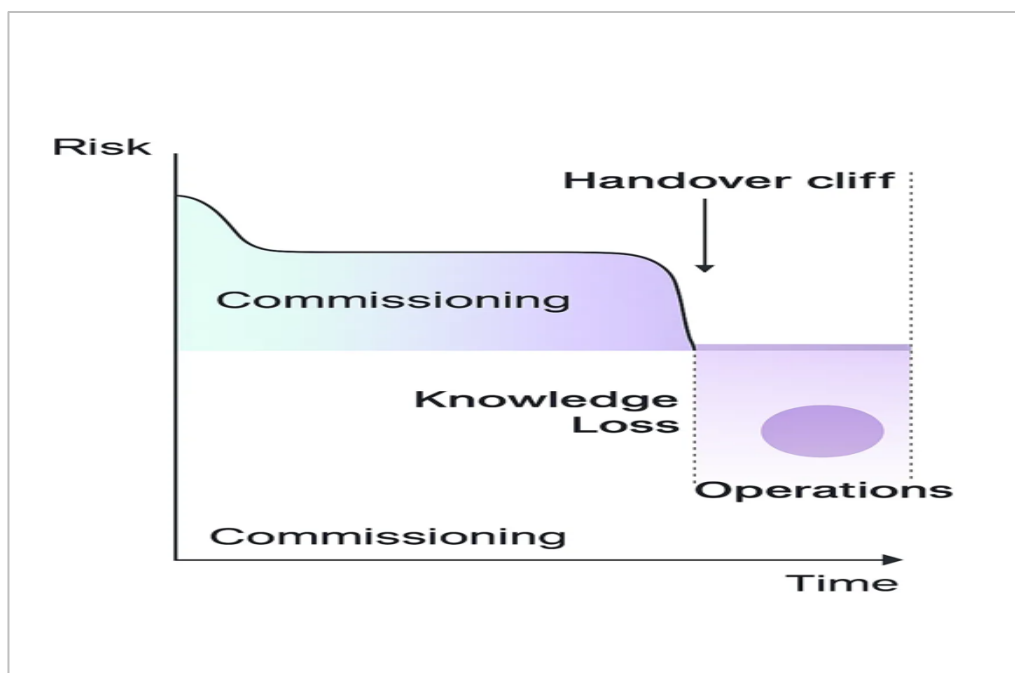 Risk
Handover cliff
Commissioning
Knowledge
Loss
Operations
Commissioning
Time